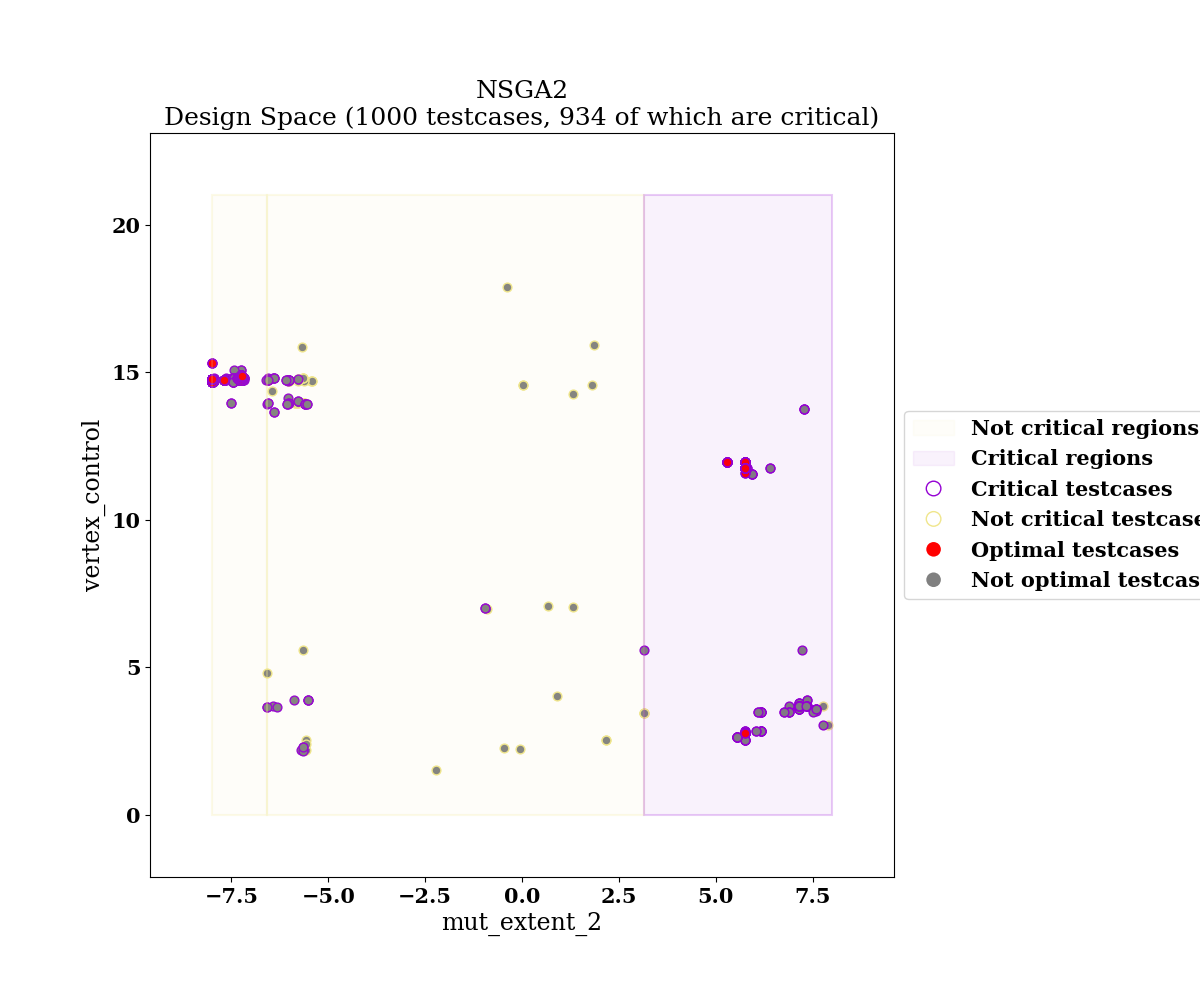 NSGA2
Design Space (1000 testcases, 934 of which are critical)
vertex_control
20
15
10
5
0
−7.5
−5.0
−2.5
0.0
2.5
5.0
7.5
mut_extent_2
Not critical regions
Critical regions
Critical testcases
Not critical testcase
Optimal testcases
Not optimal testcas